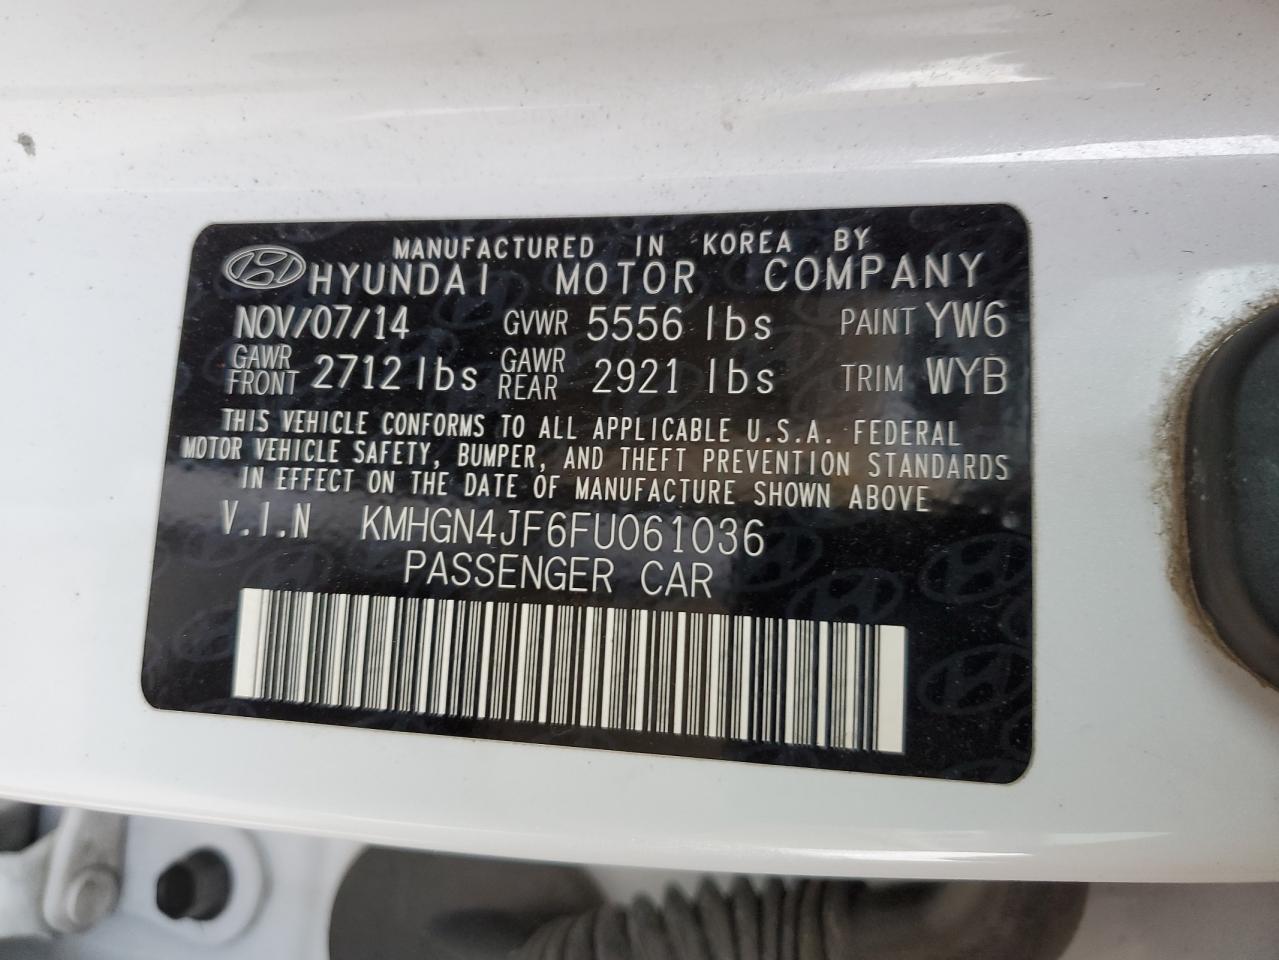 MANUFACTURED IN KOREA BY
HYUNDAI MOTOR COMPANY
NOV/07/14 GVWR 5556 lbs PAINT YW6
GAWR FRONT 2712 lbs GAWR REAR 2921 lbs TRIM WYB
THIS VEHICLE CONFORMS TO ALL APPLICABLE U.S.A. FEDERAL
MOTOR VEHICLE SAFETY, BUMPER, AND THEFT PREVENTION STANDARDS
IN EFFECT ON THE DATE OF MANUFACTURE SHOWN ABOVE
V.I.N KMHGN4JF6FU061036
PASSENGER CAR